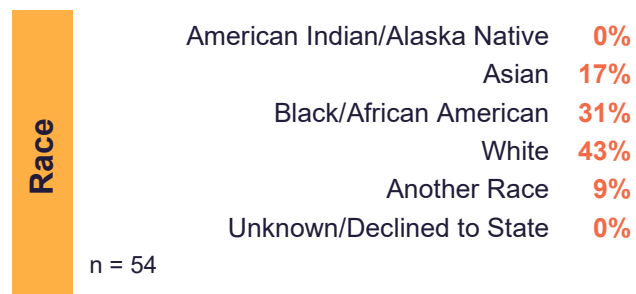 Race
American Indian/Alaska Native 0%
Asian 17%
Black/African American 31%
White 43%
Another Race 9%
Unknown/Declined to State 0%
n = 54